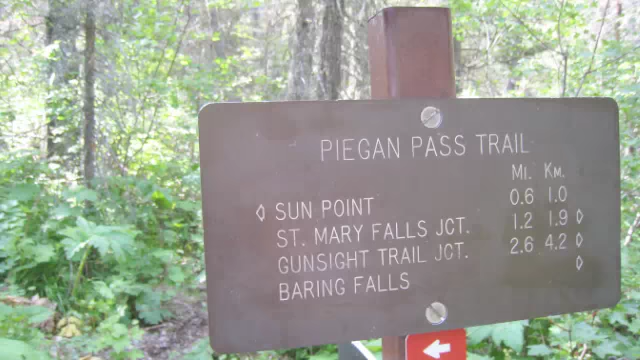 PIEGAN PASS TRAIL
MI. KM.
◊ SUN POINT 0.6 1.0
ST. MARY FALLS JCT. 1.2 1.9 ◊
GUNSIGHT TRAIL JCT. 2.6 4.2 ◊
BARING FALLS ◊